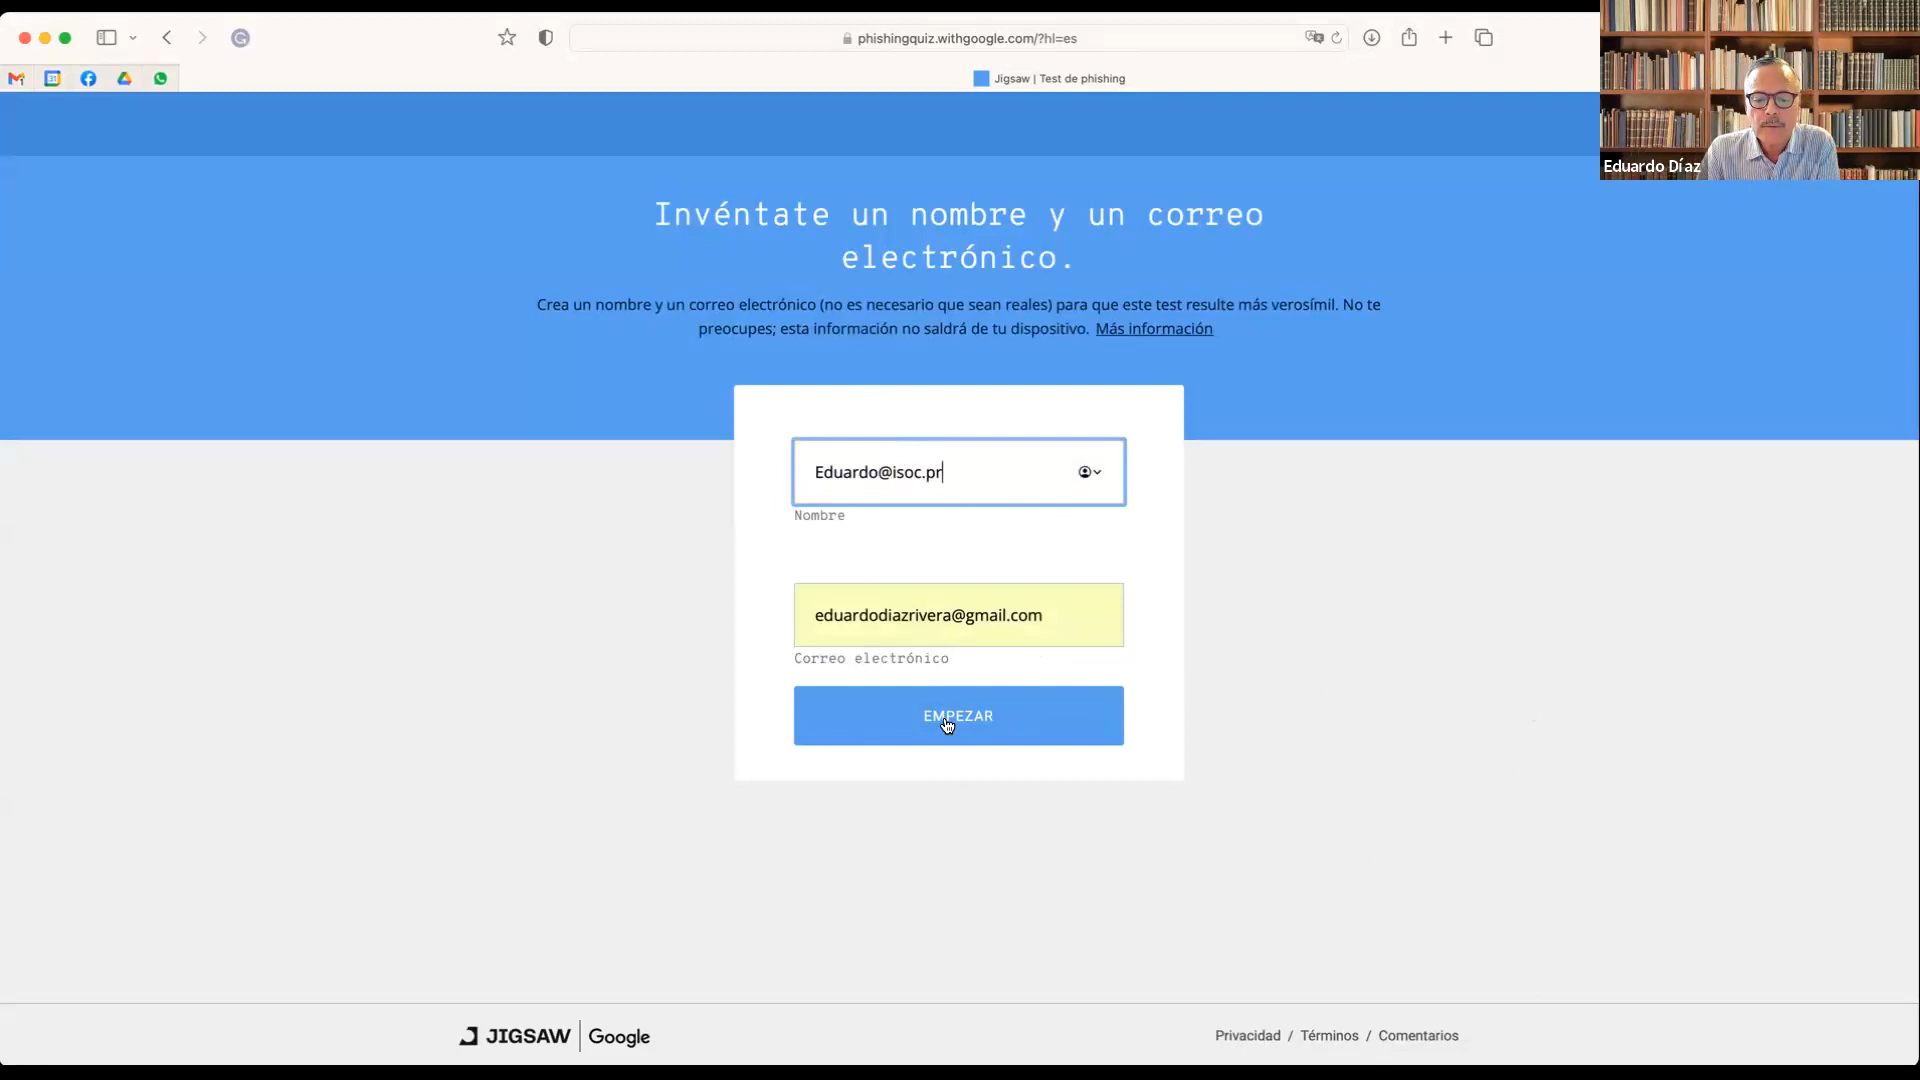 phishingquiz.withgoogle.com/?hl=es
Jigsaw | Test de phishing
Eduardo Díaz
Invéntate un nombre y un correo
electrónico.
Crea un nombre y un correo electrónico (no es necesario que sean reales) para que este test resulte más verosímil. No te
preocupes; esta información no saldrá de tu dispositivo. Más información
Eduardo@isoc.pr
Nombre
eduardodiazrivera@gmail.com
Correo electrónico
EMPEZAR
JIGSAW | Google
Privacidad / Términos / Comentarios